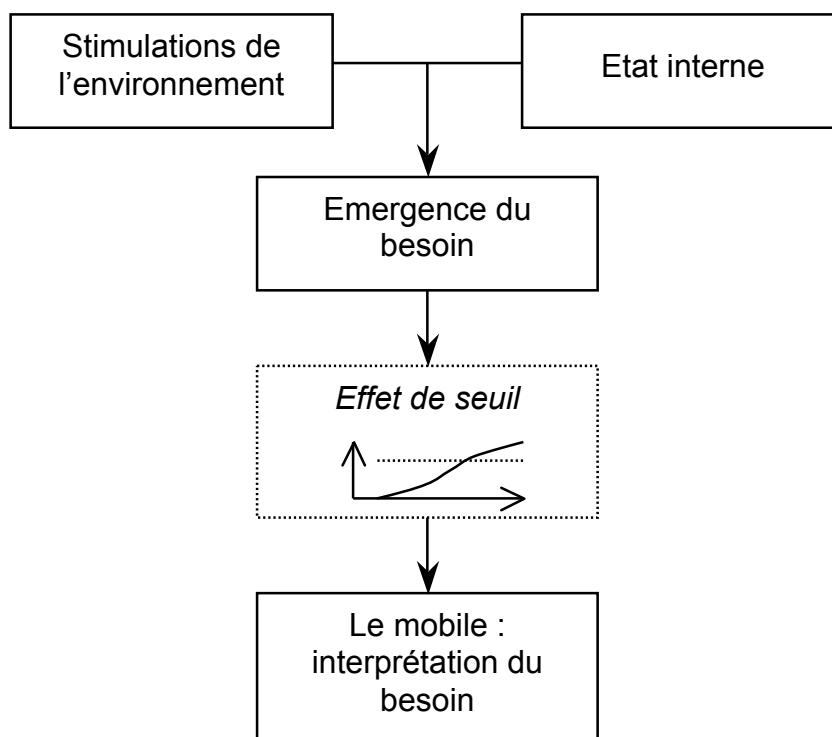 Stimulations de
l’environnement
Etat interne
Emergence du
besoin
Effet de seuil
Le mobile :
interprétation du
besoin